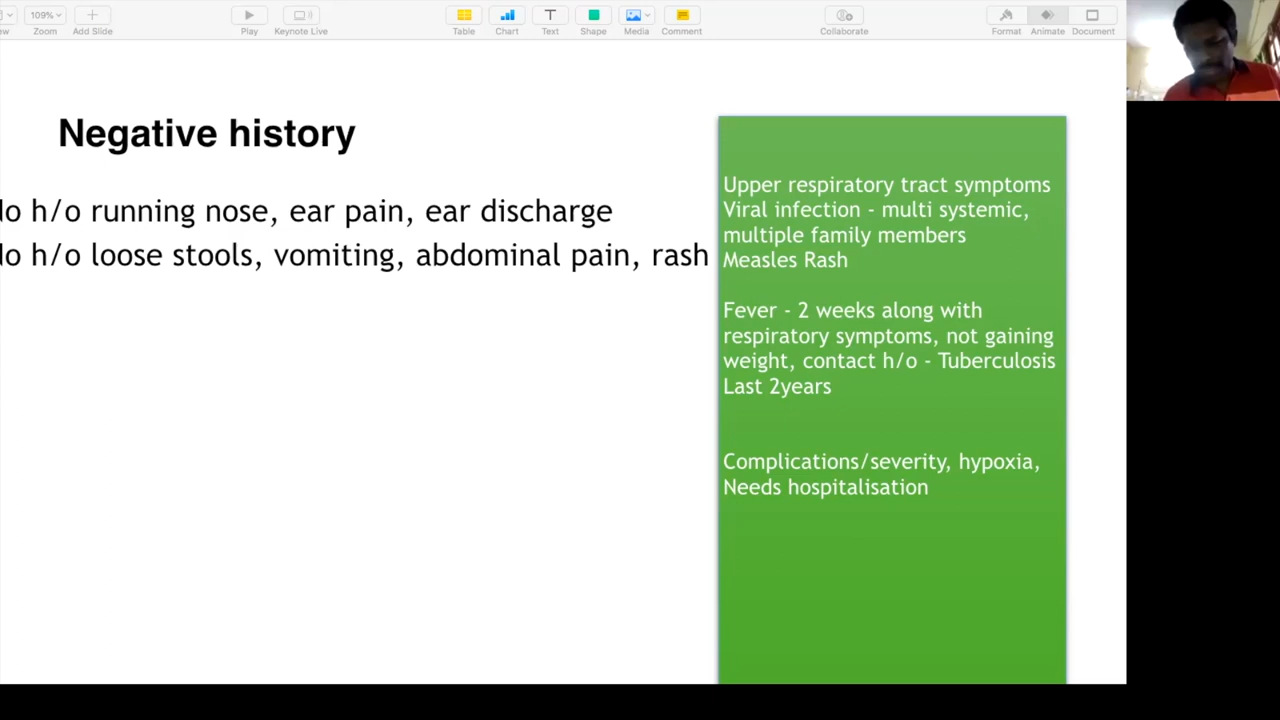 109%
Zoom
Add Slide
Play
Keynote Live
Table
Chart
Text
Shape
Media
Comment
Collaborate
Format
Animate
Document
Negative history
h/o running nose, ear pain, ear discharge
h/o loose stools, vomiting, abdominal pain, rash
Upper respiratory tract symptoms
Viral infection - multi systemic,
multiple family members
Measles Rash
Fever - 2 weeks along with
respiratory symptoms, not gaining
weight, contact h/o - Tuberculosis
Last 2years
Complications/severity, hypoxia,
Needs hospitalisation